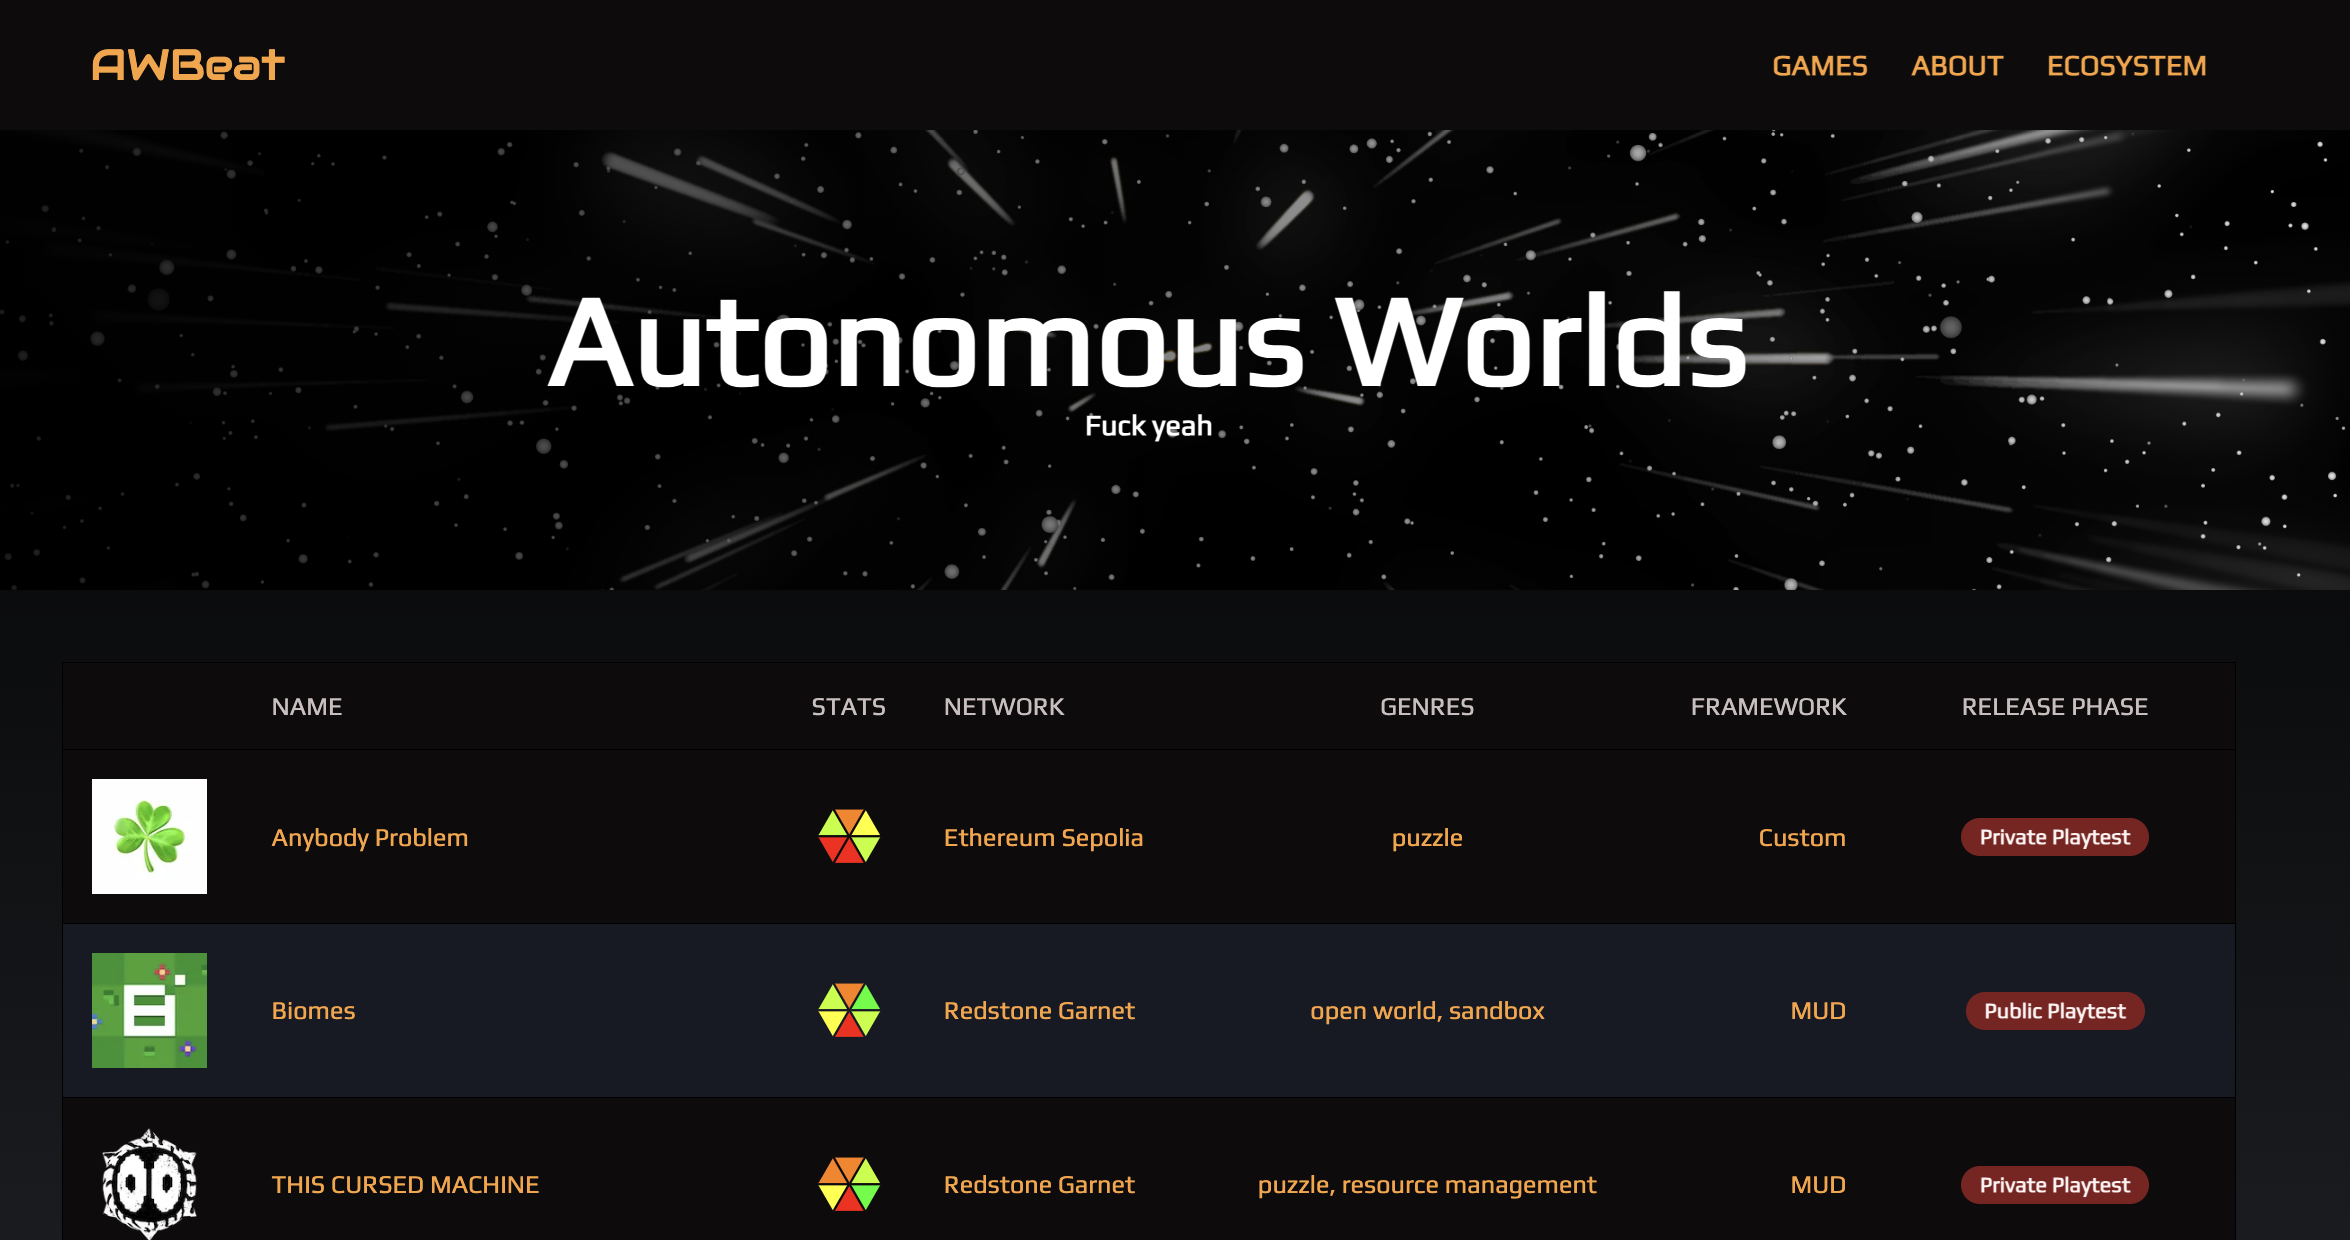 AWBeat
GAMES ABOUT ECOSYSTEM
Autonomous Worlds
Fuck yeah
NAME STATS NETWORK GENRES FRAMEWORK RELEASE PHASE
Anybody Problem Ethereum Sepolia puzzle Custom Private Playtest
B
Biomes Redstone Garnet open world, sandbox MUD Public Playtest
THIS CURSED MACHINE Redstone Garnet puzzle, resource management MUD Private Playtest